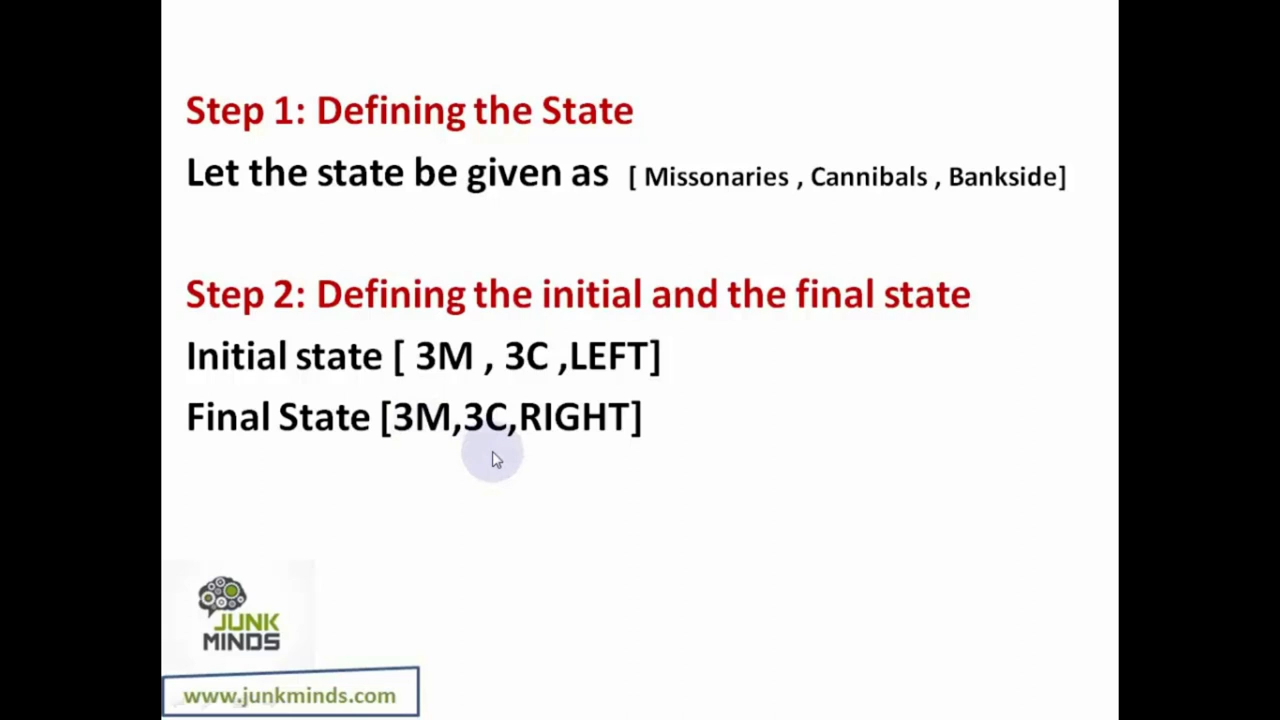 Step 1: Defining the State
Let the state be given as [ Missonaries , Cannibals , Bankside]
Step 2: Defining the initial and the final state
Initial state [ 3M , 3C ,LEFT]
Final State [3M,3C,RIGHT]
JUNK
MINDS
www.junkminds.com